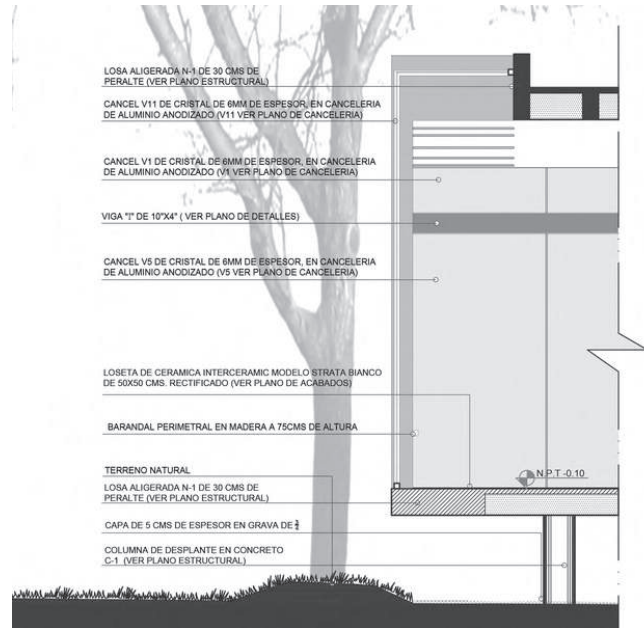 LOSA ALIGERADA N-1 DE 30 CMS DE
PERALTE (VER PLANO ESTRUCTURAL)
CANCEL V11 DE CRISTAL DE 6MM DE ESPESOR, EN CANCELERIA
DE ALUMINIO ANODIZADO (V11 VER PLANO DE CANCELERIA)
CANCEL V1 DE CRISTAL DE 6MM DE ESPESOR, EN CANCELERIA
DE ALUMINIO ANODIZADO (V1 VER PLANO DE CANCELERIA)
VIGA "I" DE 10"X4" ( VER PLANO DE DETALLES)
CANCEL V5 DE CRISTAL DE 6MM DE ESPESOR, EN CANCELERIA
DE ALUMINIO ANODIZADO (V5 VER PLANO DE CANCELERIA)
LOSETA DE CERAMICA INTERCERAMIC MODELO STRATA BIANCO
DE 50X50 CMS. RECTIFICADO (VER PLANO DE ACABADOS)
BARANDAL PERIMETRAL EN MADERA A 75CMS DE ALTURA
TERRENO NATURAL
N.P.T -0.10
LOSA ALIGERADA N-1 DE 30 CMS DE
PERALTE (VER PLANO ESTRUCTURAL)
CAPA DE 5 CMS DE ESPESOR EN GRAVA DE ¾
COLUMNA DE DESPLANTE EN CONCRETO
C-1 (VER PLANO ESTRUCTURAL)